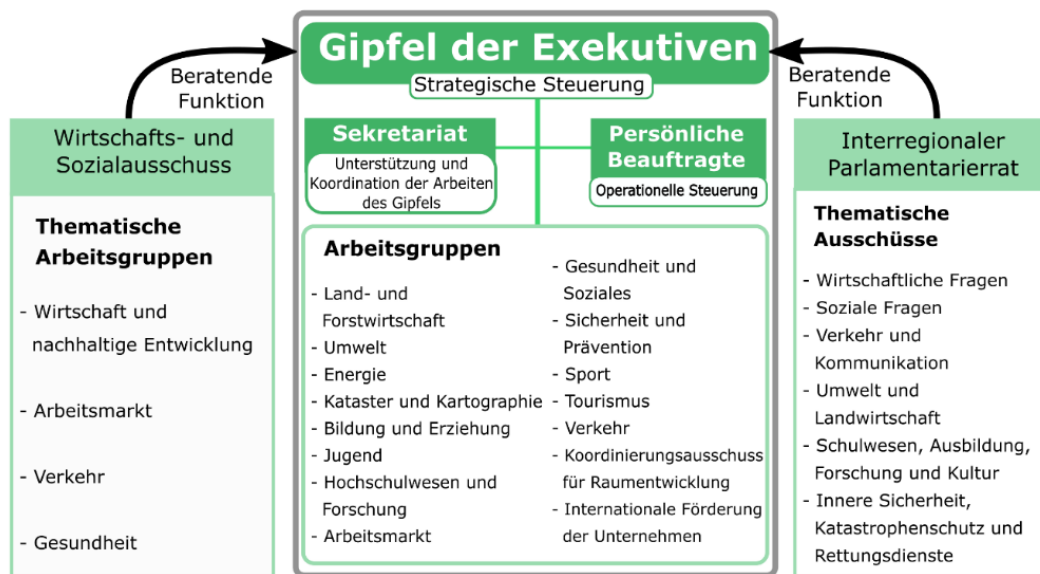 Gipfel der Exekutiven
Strategische Steuerung
Beratende
Funktion
Beratende
Funktion
Wirtschafts- und
Sozialausschuss
Thematische
Arbeitsgruppen
- Wirtschaft und
nachhaltige Entwicklung
- Arbeitsmarkt
- Verkehr
- Gesundheit
Sekretariat
Unterstützung und
Koordination der Arbeiten
des Gipfels
Persönliche
Beauftragte
Operationelle Steuerung
Arbeitsgruppen
- Land- und
Forstwirtschaft
- Umwelt
- Energie
- Kataster und Kartographie
- Bildung und Erziehung
- Jugend
- Hochschulwesen und
Forschung
- Arbeitsmarkt
- Gesundheit und
Soziales
- Sicherheit und
Prävention
- Sport
- Tourismus
- Verkehr
- Koordinierungsausschuss
für Raumentwicklung
- Internationale Förderung
der Unternehmen
Interregionaler
Parlamentarierrat
Thematische
Ausschüsse
- Wirtschaftliche Fragen
- Soziale Fragen
- Verkehr und
Kommunikation
- Umwelt und
Landwirtschaft
- Schulwesen, Ausbildung,
Forschung und Kultur
- Innere Sicherheit,
Katastrophenschutz und
Rettungsdienste